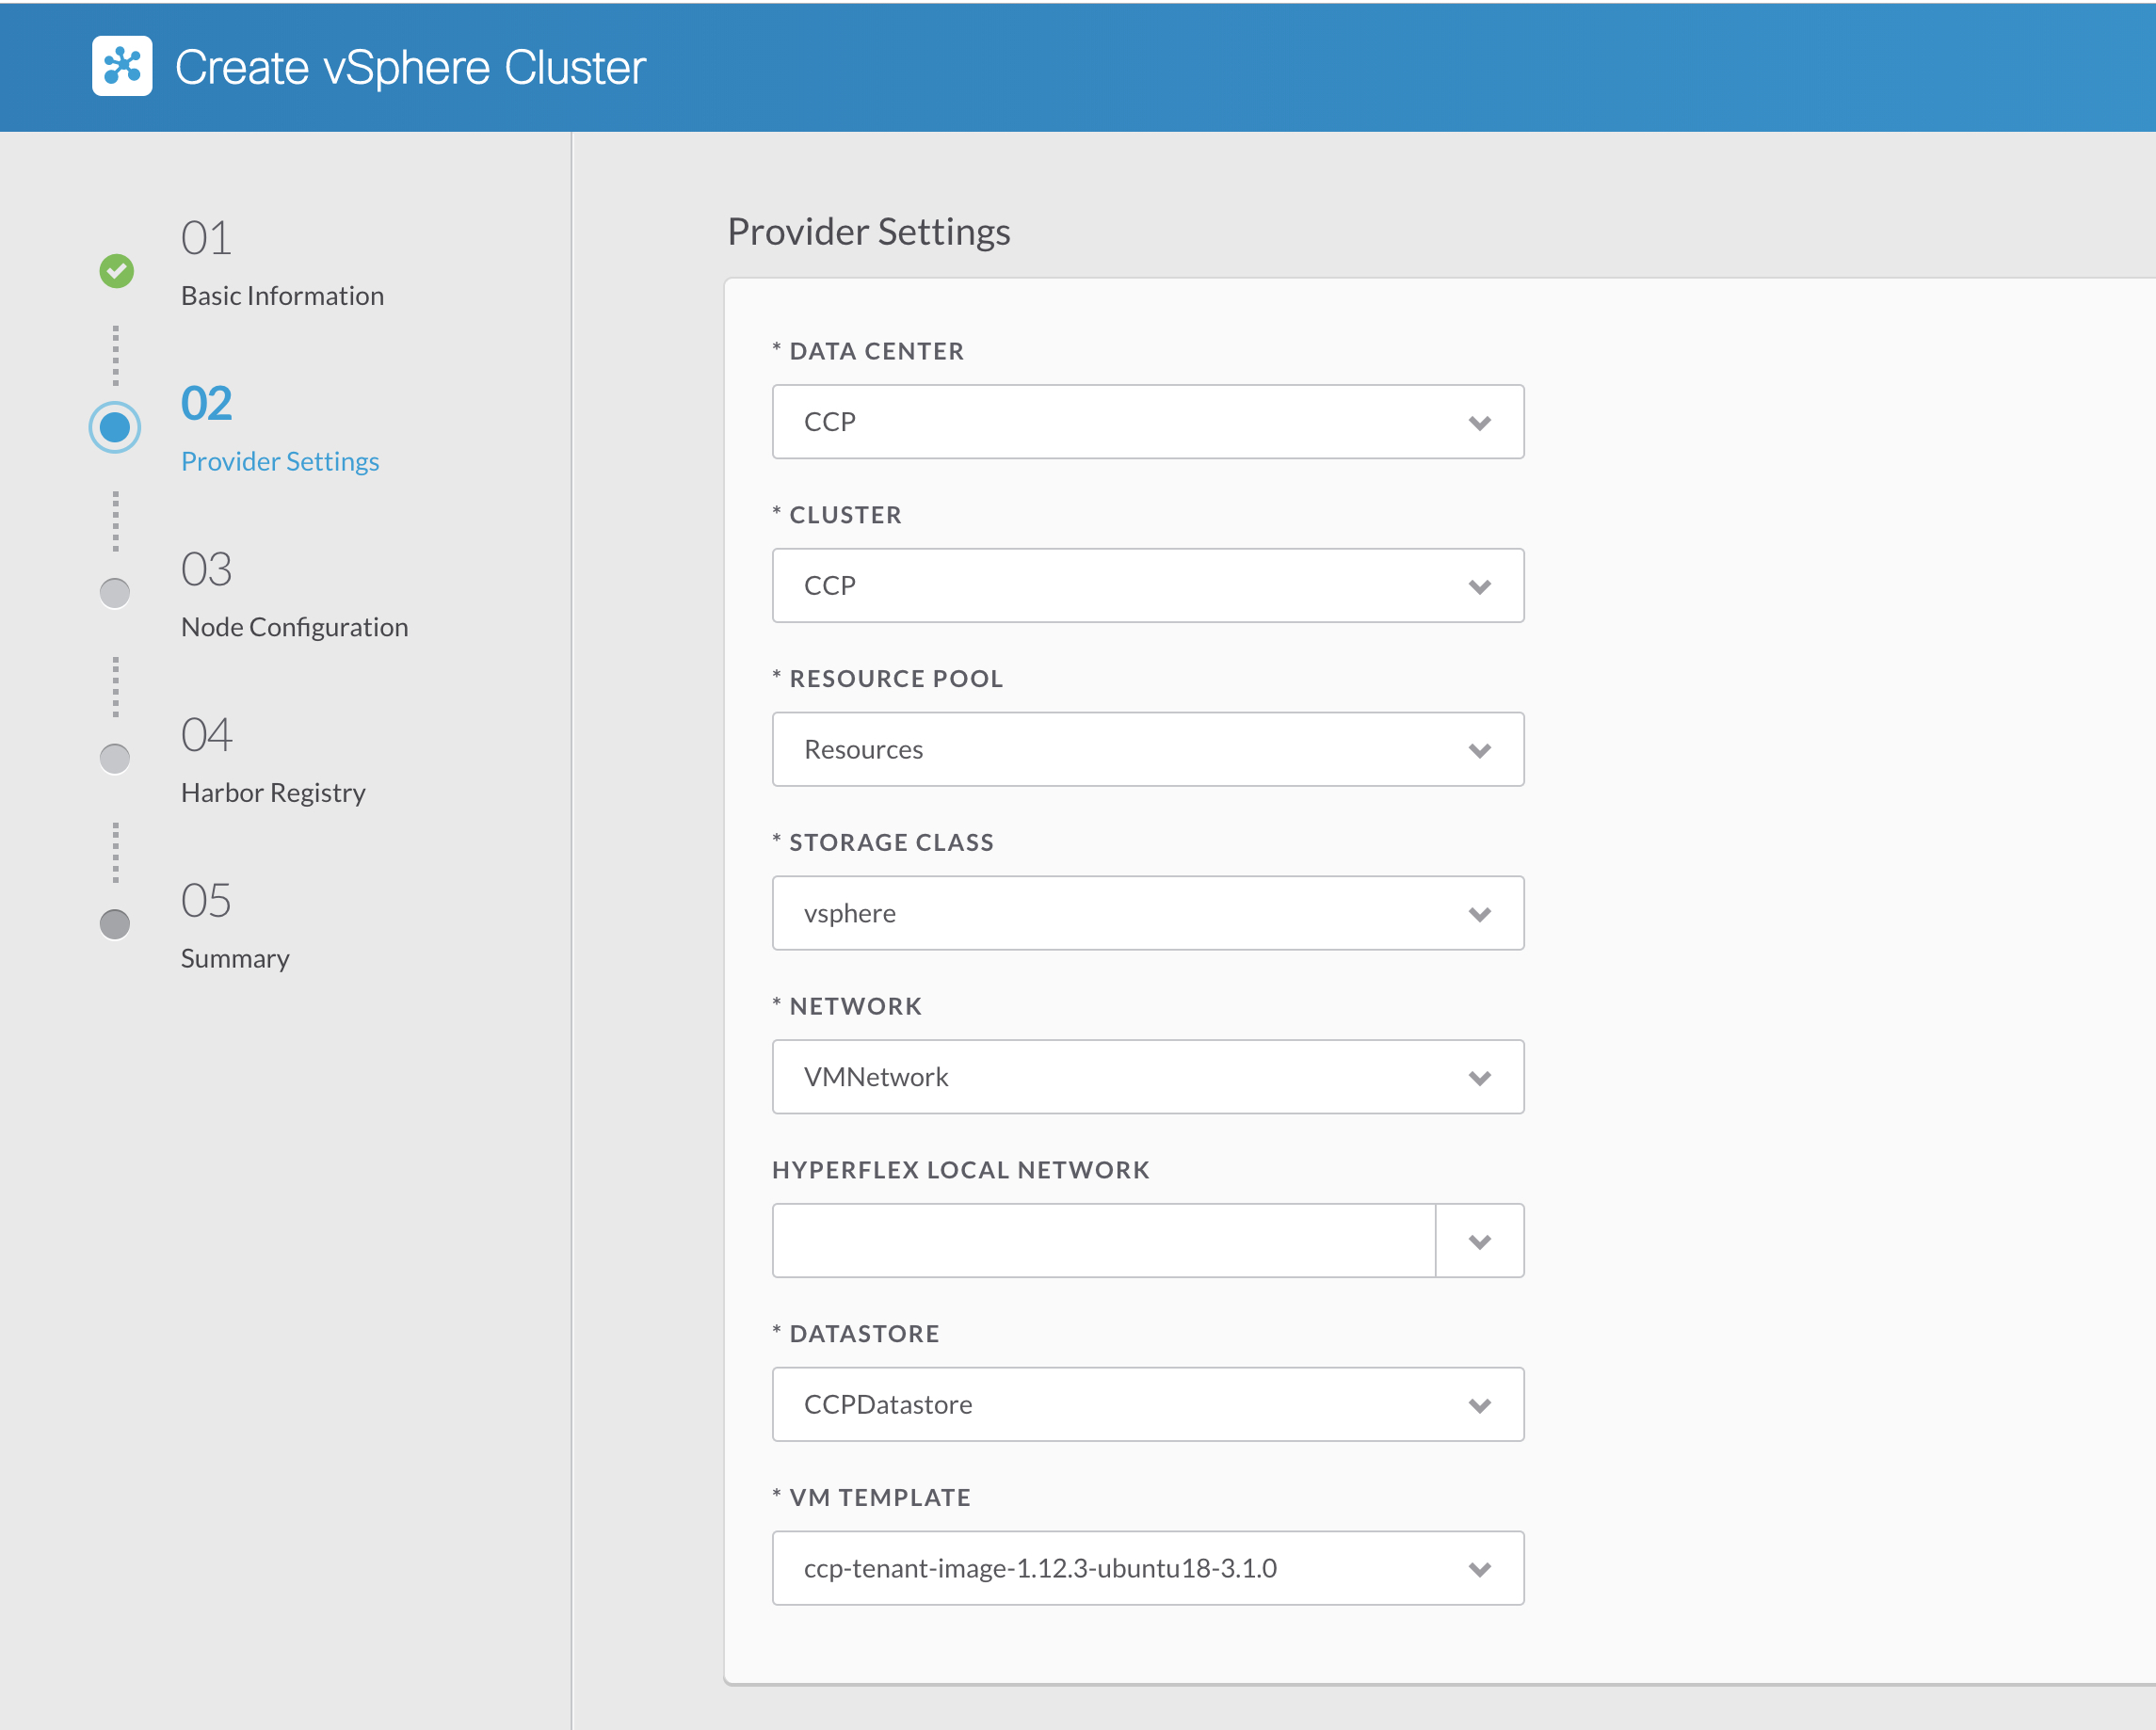 Create vSphere Cluster
01
Basic Information
02
Provider Settings
03
Node Configuration
04
Harbor Registry
05
Summary
Provider Settings
* DATA CENTER
CCP
* CLUSTER
CCP
* RESOURCE POOL
Resources
* STORAGE CLASS
vsphere
* NETWORK
VMNetwork
HYPERFLEX LOCAL NETWORK
* DATASTORE
CCPDatastore
* VM TEMPLATE
ccp-tenant-image-1.12.3-ubuntu18-3.1.0